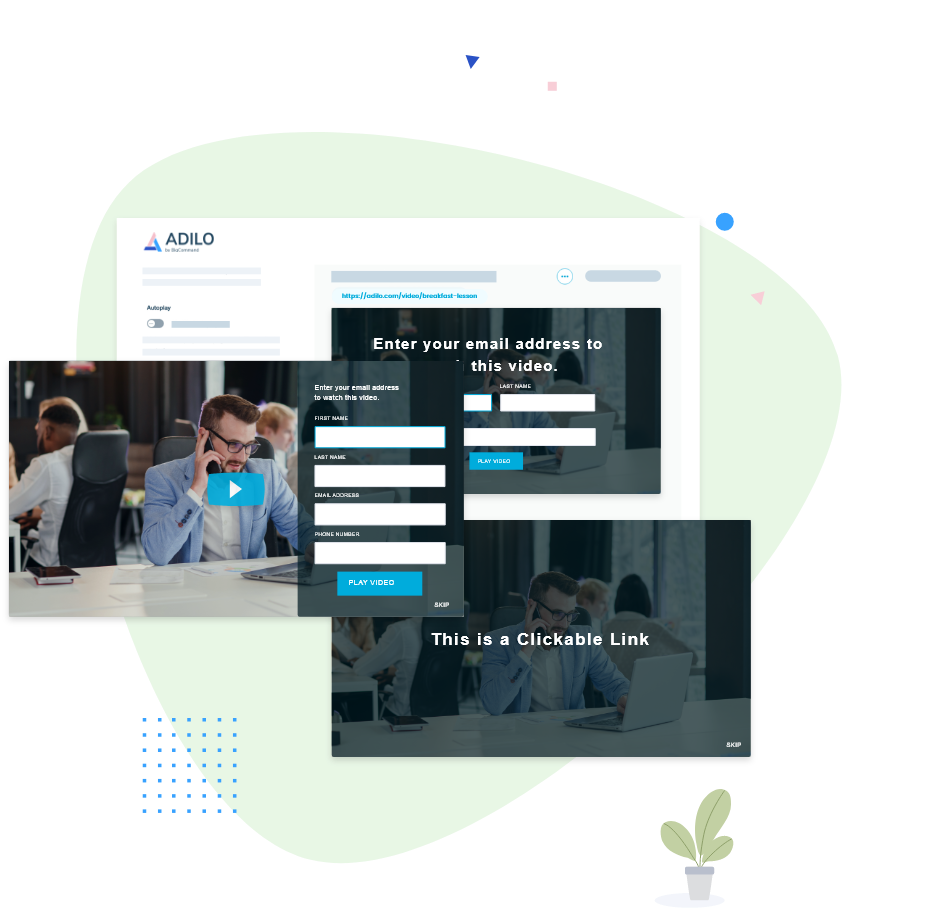 ADILO
by BigCommand
https://adilo.com/video/breakfast-lesson
Autoplay
Enter your email address to
this video.
LAST NAME
PLAY VIDEO
Enter your email address
to watch this video.
FIRST NAME
LAST NAME
EMAIL ADDRESS
PHONE NUMBER
PLAY VIDEO
SKIP
This is a Clickable Link
SKIP